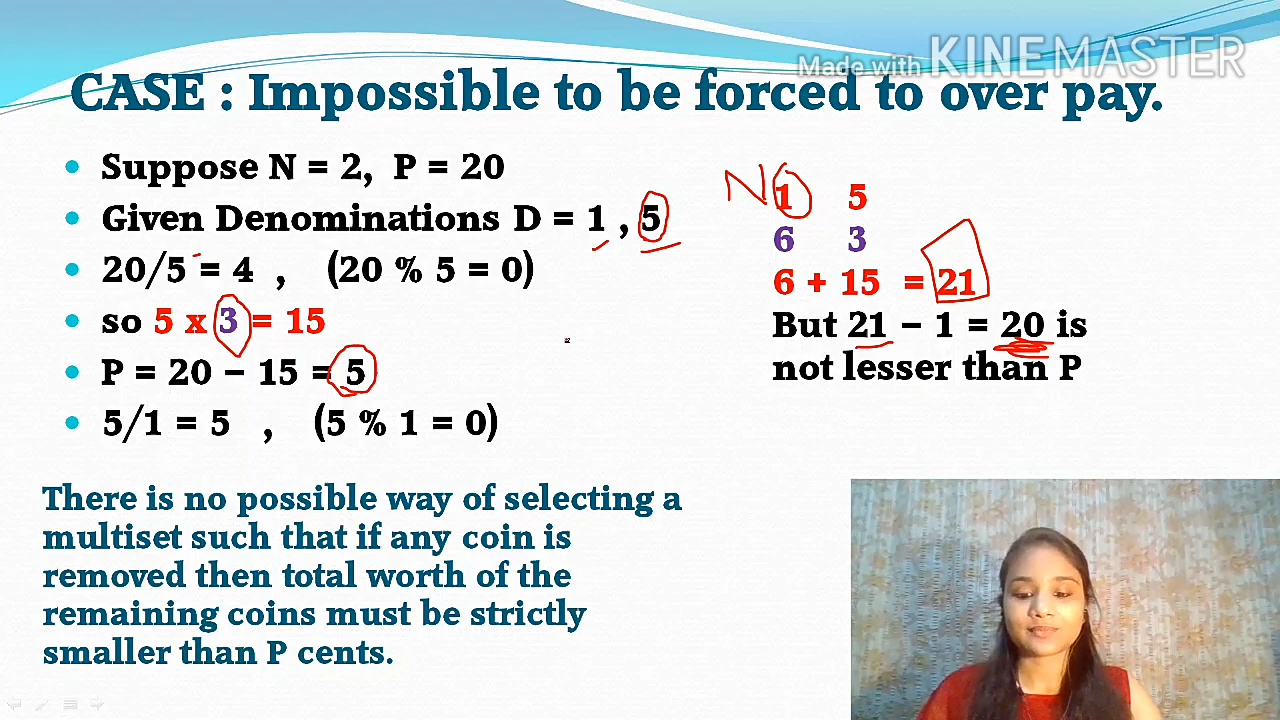 Made with KINEMASTER
CASE : Impossible to be forced to over pay.
Suppose N = 2, P = 20
Given Denominations D = 1 , 5
20/5 = 4 , (20 % 5 = 0)
so 5 x 3 = 15
P = 20 – 15 = 5
5/1 = 5 , (5 % 1 = 0)
There is no possible way of selecting a
multiset such that if any coin is
removed then total worth of the
remaining coins must be strictly
smaller than P cents.
N 1 5
6 3
6 + 15 = 21
But 21 – 1 = 20 is
not lesser than P